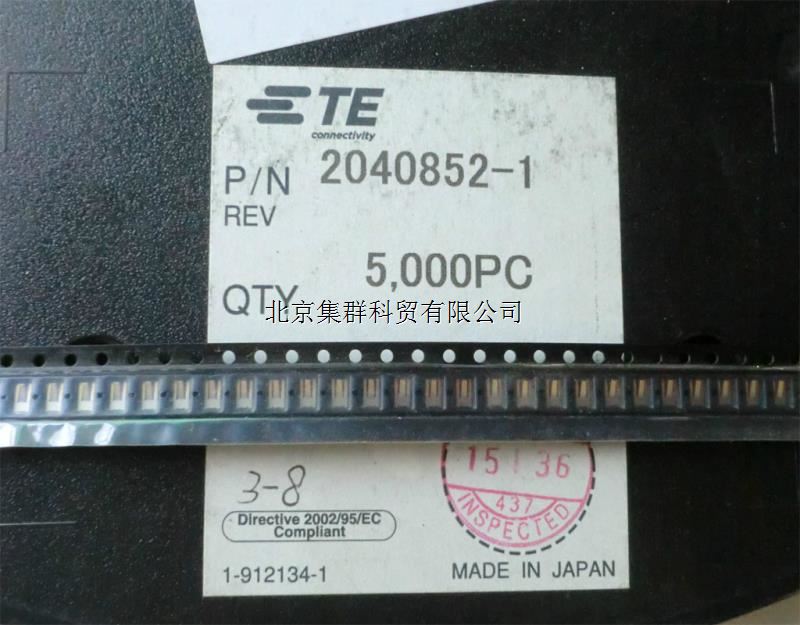 TE
connectivity
P/N 2040852-1
REV
QTY 5,000PC
北京集群科贸有限公司
15 1 36
437
INSPECTED
3-8
Directive 2002/95/EC
Compliant
1-912134-1
MADE IN JAPAN